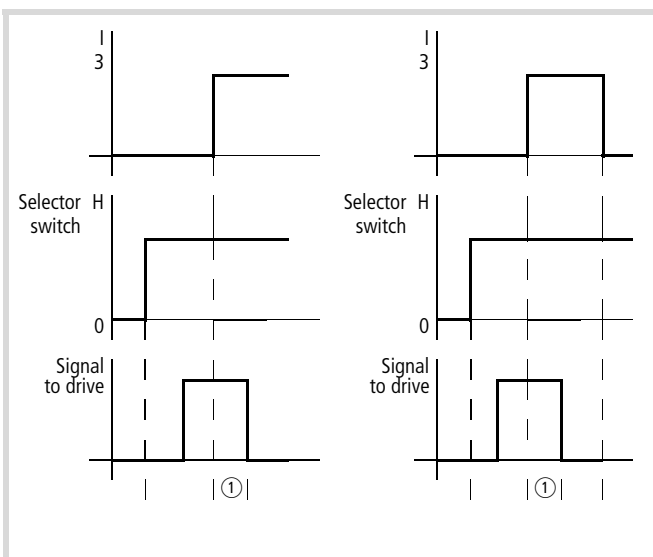 I
3
Selector H
switch
0
Signal
to drive
①
I
3
Selector H
switch
0
Signal
to drive
①